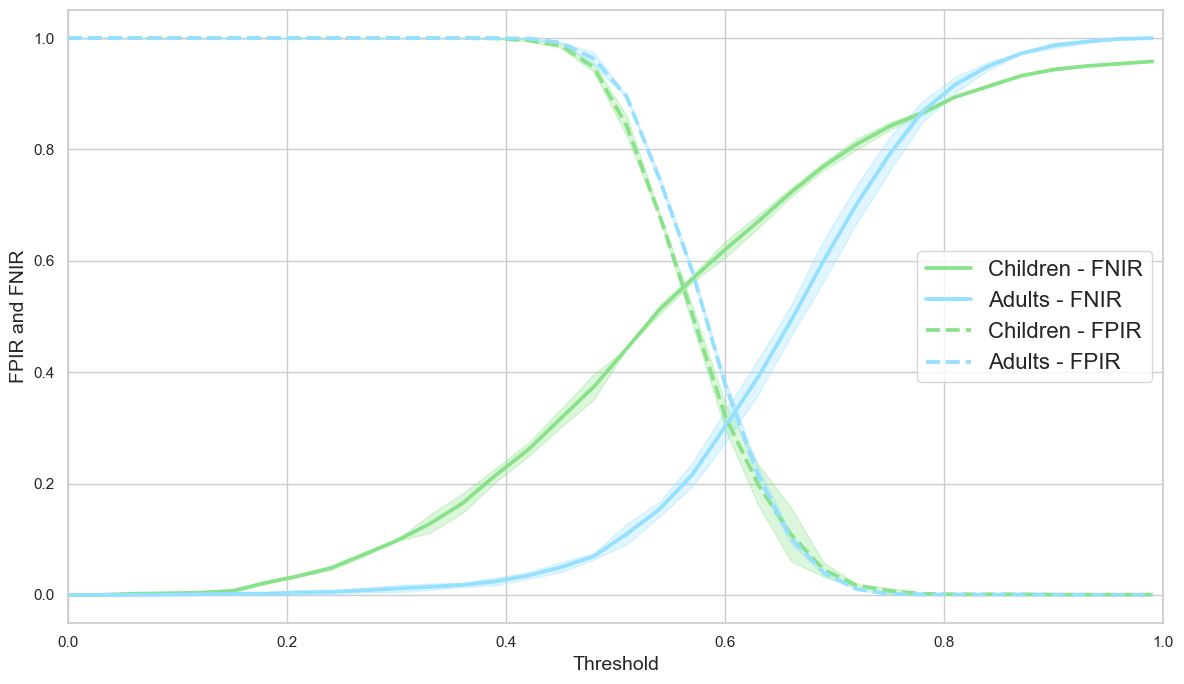 1.0
0.8
0.6
0.4
0.2
0.0
FPIR and FNIR
Children - FNIR
Adults - FNIR
Children - FPIR
Adults - FPIR
0.0 0.2 0.4 0.6 0.8 1.0
Threshold